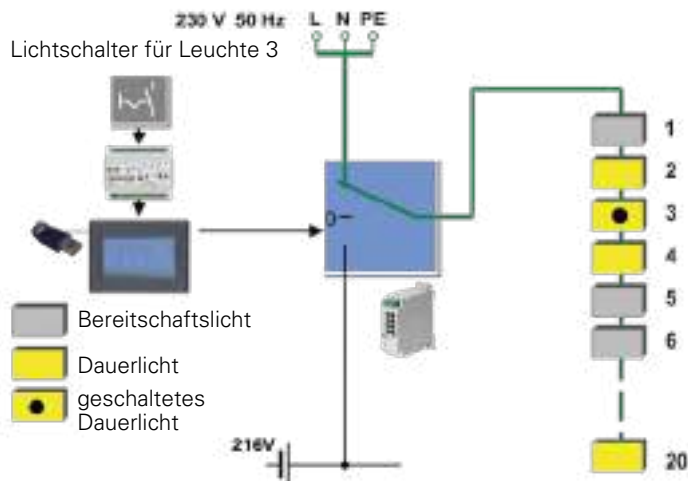 230 V 50 Hz L N PE
Lichtschalter für Leuchte 3
1
2
3
4
5
6
20
0
Bereitschaftslicht
Dauerlicht
geschaltetes
Dauerlicht
216V